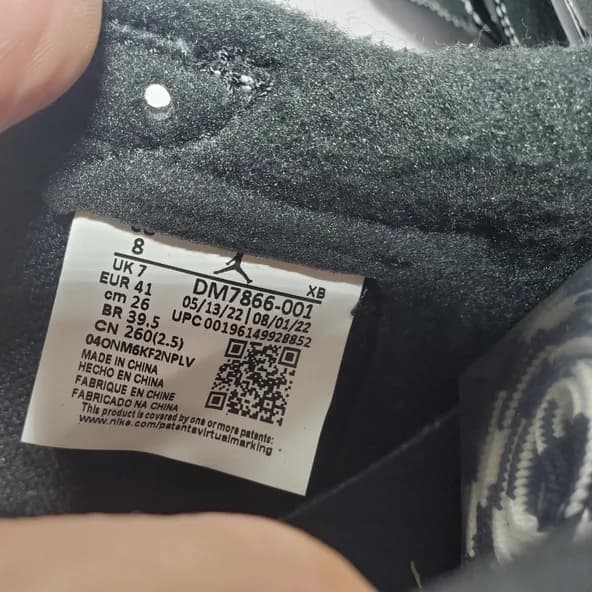 8
UK 7
EUR 41
cm 26
BR 39.5
CN 260(2.5)
04ONM6KF2NPLV
XB
DM7866-001
05/13/22 | 08/01/22
UPC 00196149928852
MADE IN CHINA
HECHO EN CHINA
FABRIQUE EN CHINE
FABRICADO NA CHINA
This product is covered by one or more patents:
www.nike.com/patentsvirtualmarking